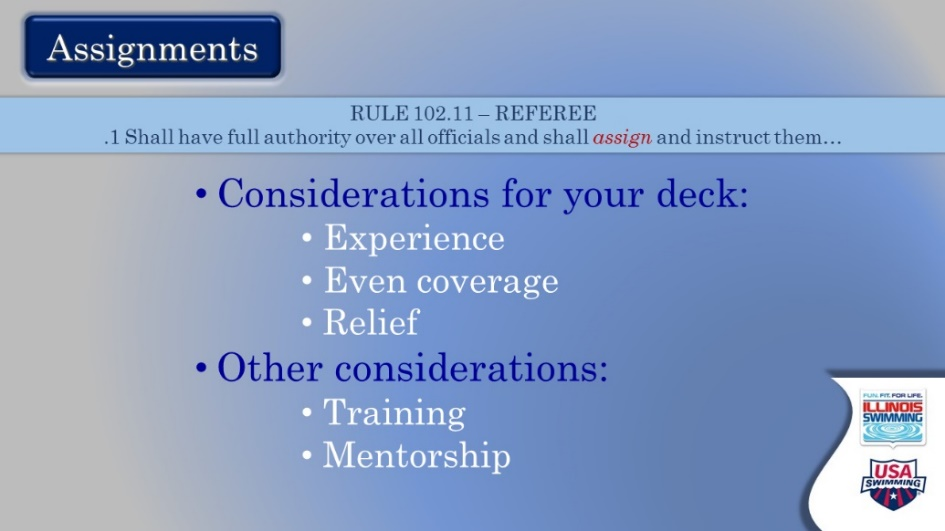 Assignments
RULE 102.11 – REFEREE
.1 Shall have full authority over all officials and shall assign and instruct them…
• Considerations for your deck:
• Experience
• Even coverage
• Relief
• Other considerations:
• Training
• Mentorship
FUN. FIT. FOR LIFE.
ILLINOIS
SWIMMING
USA
SWIMMING